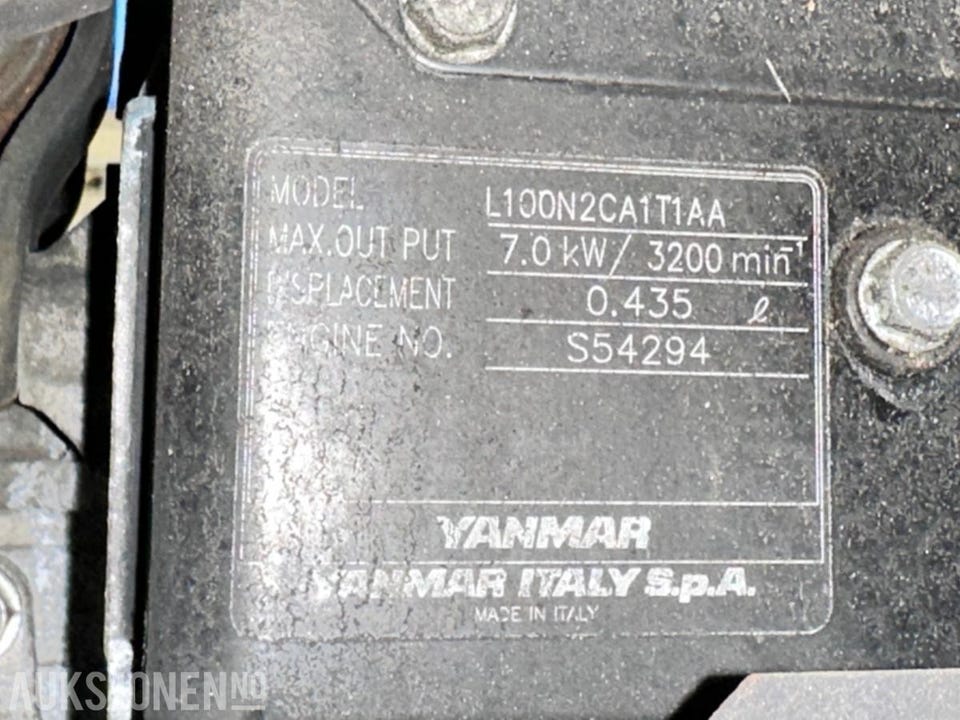 MODEL L100N2CA1T1AA
MAX.OUT PUT 7.0 kW/ 3200 min⁻¹
DISPLACEMENT 0.435 ℓ
ENGINE NO. S54294
YANMAR
YANMAR ITALY S.p.A.
MADE IN ITALY
AUKSJONEN.NO